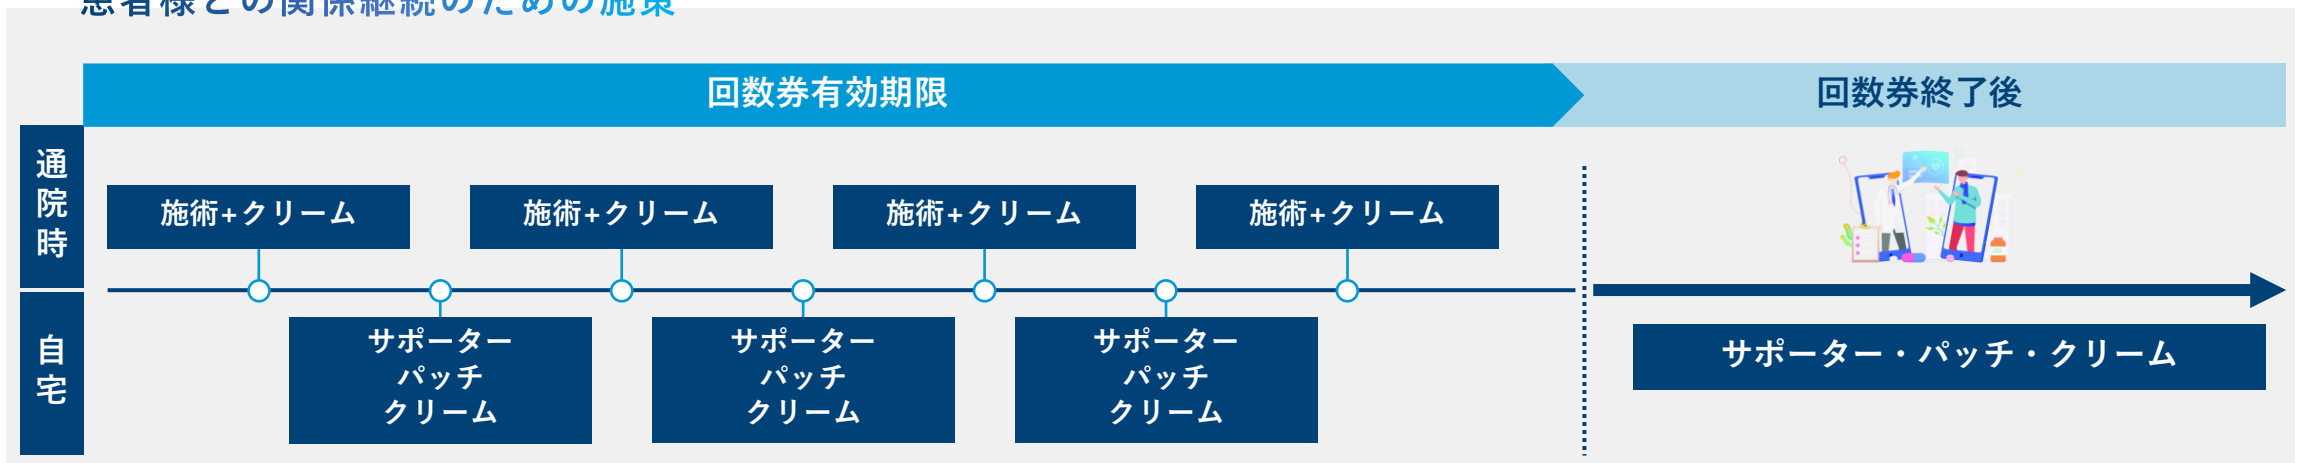 患者様との関係継続のための施策
回数券有効期限
回数券終了後
通院時
施術+クリーム
施術+クリーム
施術+クリーム
施術+クリーム
自宅
サポーター
パッチ
クリーム
サポーター
パッチ
クリーム
サポーター
パッチ
クリーム
サポーター・パッチ・クリーム